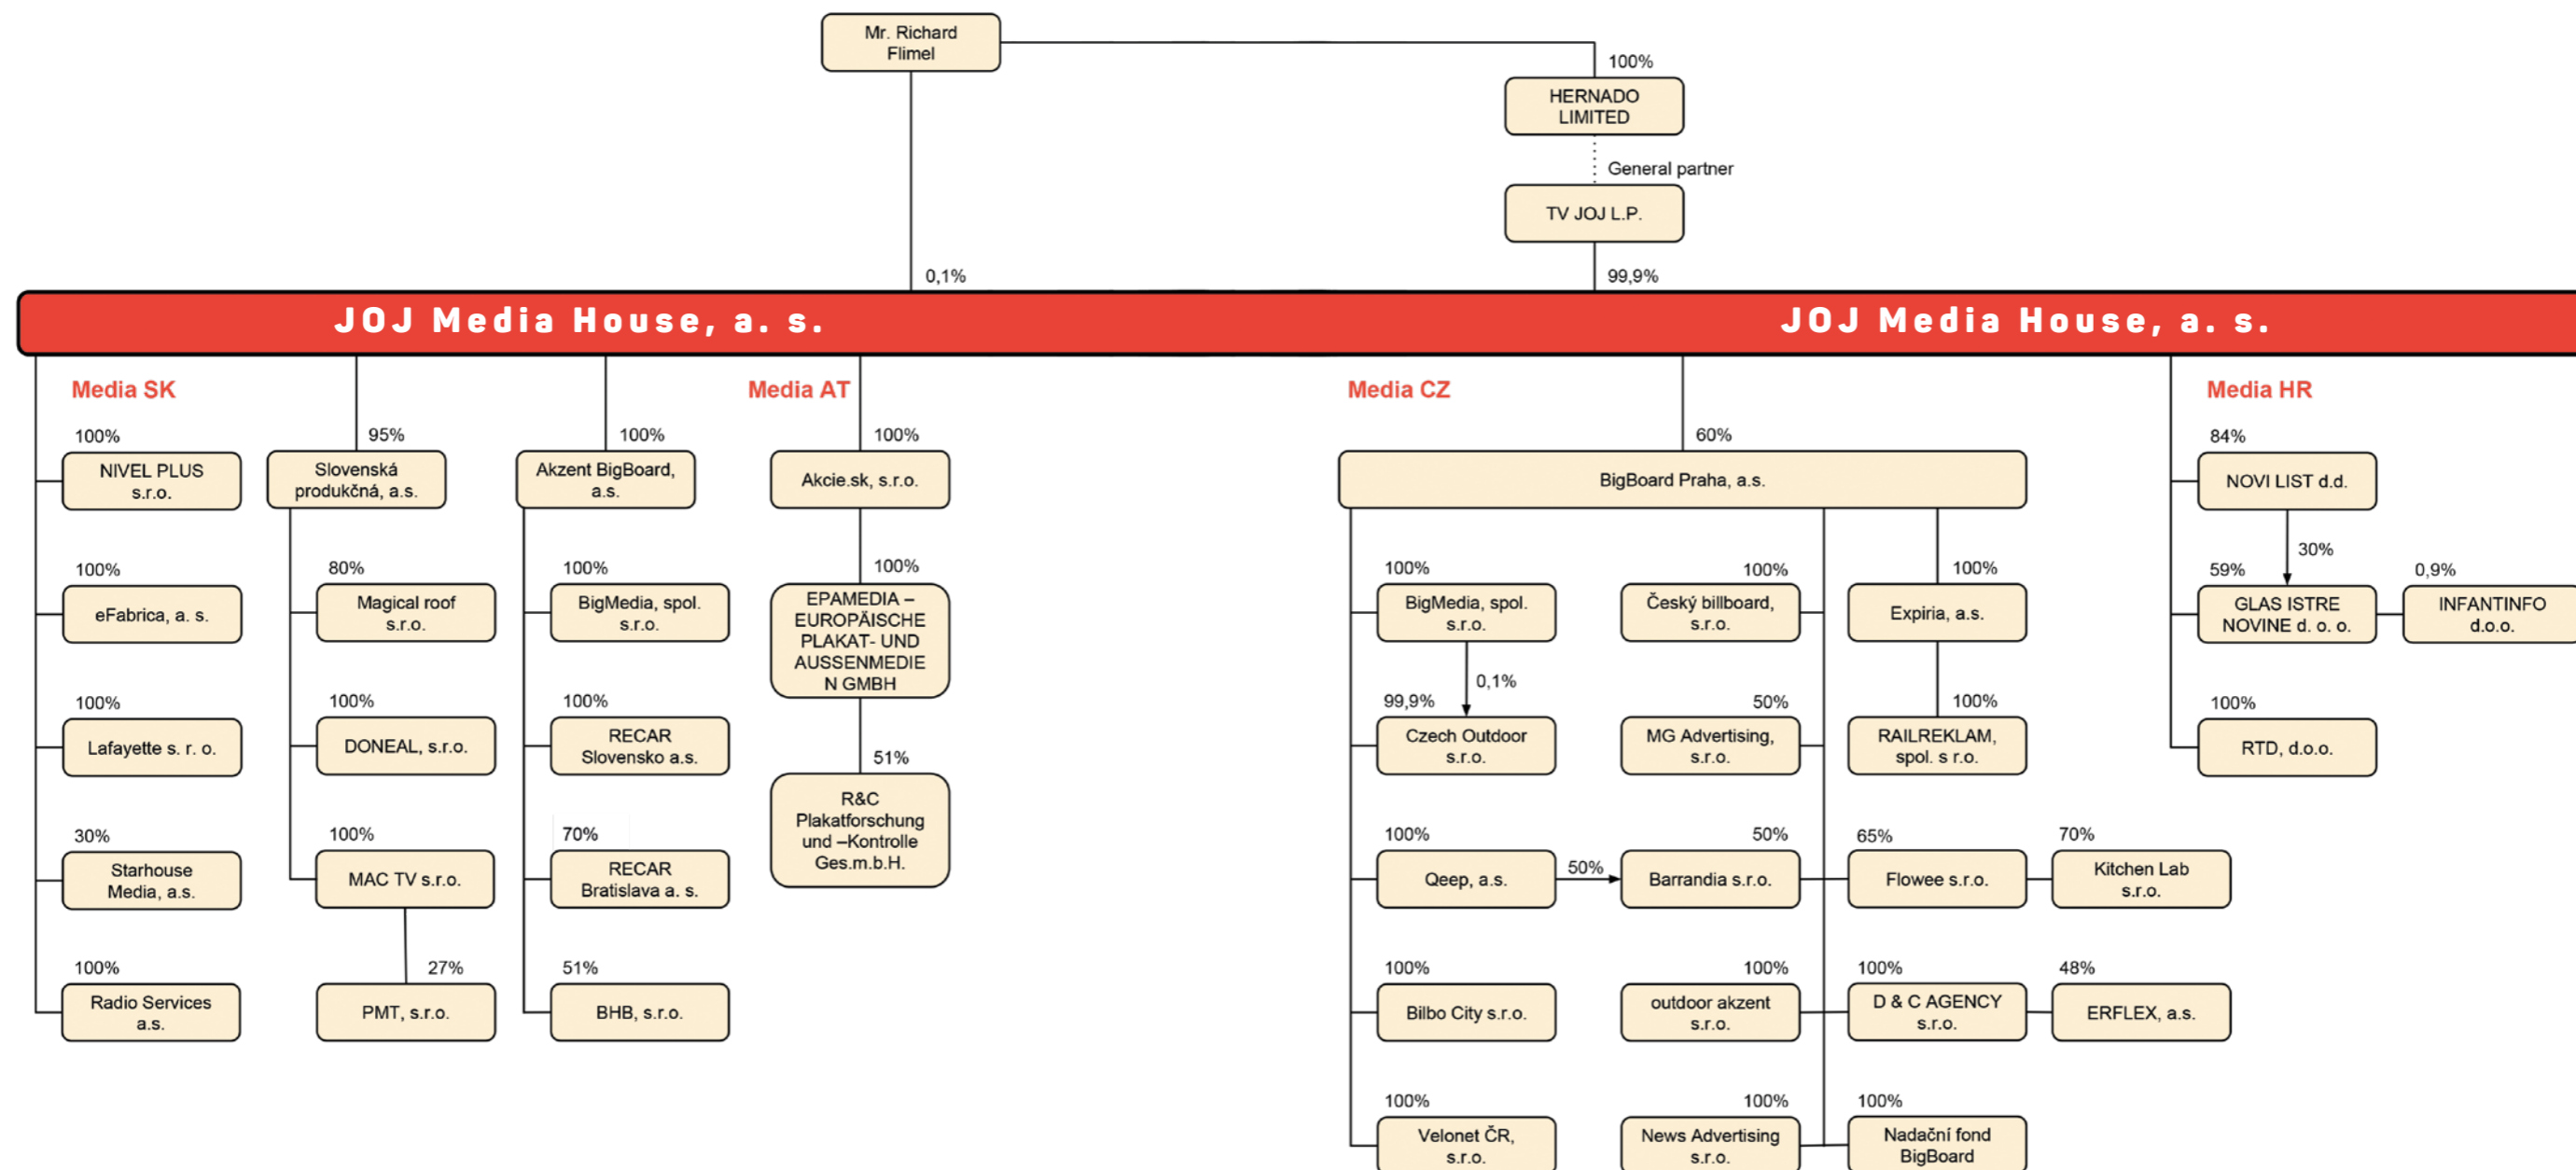 Mr. Richard
Flimel
100%
HERNADO
LIMITED
General partner
TV JOJ L.P.
0,1%
99,9%
JOJ Media House, a. s.
JOJ Media House, a. s.
Media SK
Media AT
Media CZ
Media HR
100%
NIVEL PLUS
s.r.o.
100%
eFabrica, a. s.
100%
Lafayette s. r. o.
30%
Starhouse
Media, a.s.
100%
Radio Services
a.s.
95%
Slovenská
produkčná, a.s.
80%
Magical roof
s.r.o.
100%
DONEAL, s.r.o.
100%
MAC TV s.r.o.
27%
PMT, s.r.o.
100%
Akzent BigBoard,
a.s.
100%
BigMedia, spol.
s.r.o.
100%
RECAR
Slovensko a.s.
70%
RECAR
Bratislava a. s.
51%
BHB, s.r.o.
100%
Akcie.sk, s.r.o.
100%
EPAMEDIA –
EUROPÄISCHE
PLAKAT- UND
AUSSENMEDIE
N GMBH
51%
R&C
Plakatforschung
und –Kontrolle
Ges.m.b.H.
60%
BigBoard Praha, a.s.
100%
BigMedia, spol.
s.r.o.
0,1%
99,9%
Czech Outdoor
s.r.o.
100%
Qeep, a.s.
50%
100%
Bilbo City s.r.o.
100%
Velonet ČR,
s.r.o.
100%
Český billboard,
s.r.o.
50%
MG Advertising,
s.r.o.
50%
Barrandia s.r.o.
100%
outdoor akzent
s.r.o.
100%
News Advertising
s.r.o.
100%
Expiria, a.s.
100%
RAILREKLAM,
spol. s r.o.
65%
Flowee s.r.o.
70%
Kitchen Lab
s.r.o.
100%
D & C AGENCY
s.r.o.
48%
ERFLEX, a.s.
100%
Nadační fond
BigBoard
84%
NOVI LIST d.d.
30%
59%
GLAS ISTRE
NOVINE d. o. o.
0,9%
INFANTINFO
d.o.o.
100%
RTD, d.o.o.